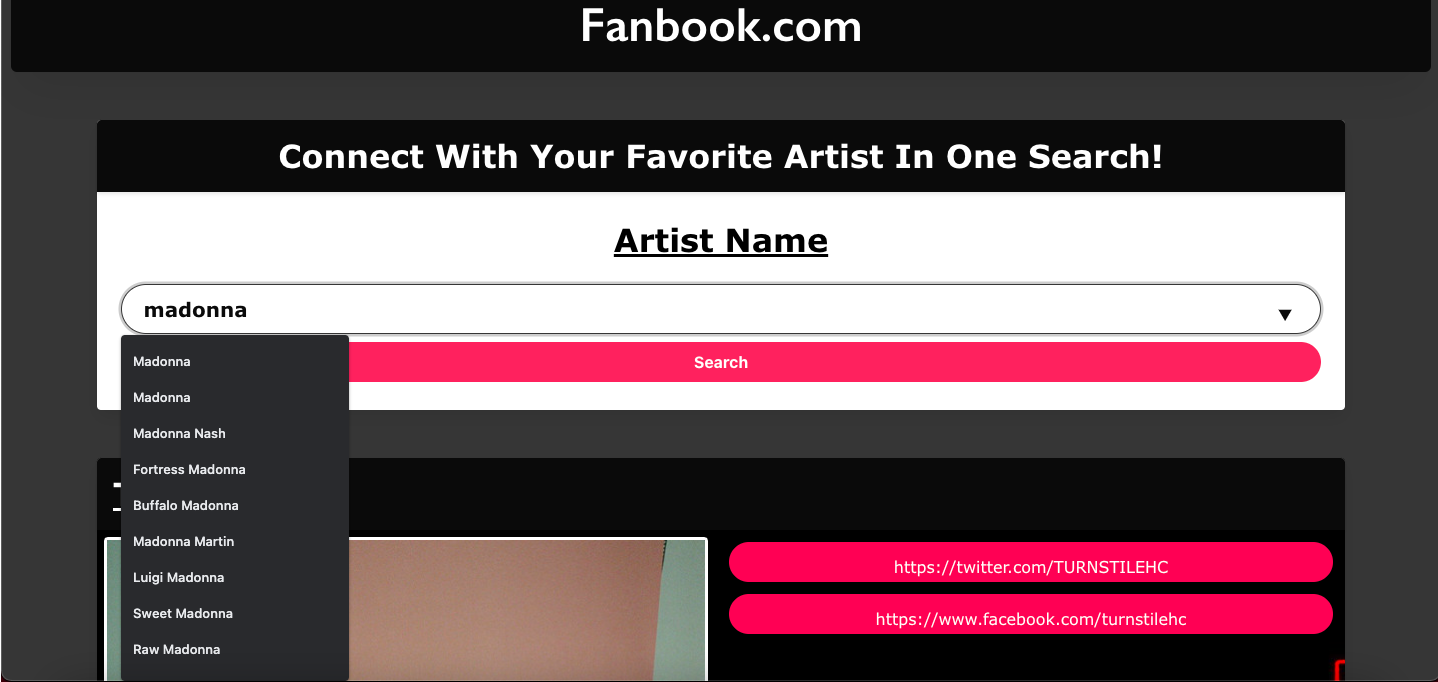 Fanbook.com
Connect With Your Favorite Artist In One Search!
Artist Name
madonna
Search
Madonna
Madonna
Madonna Nash
Fortress Madonna
Buffalo Madonna
Madonna Martin
Luigi Madonna
Sweet Madonna
Raw Madonna
https://twitter.com/TURNSTILEHC
https://www.facebook.com/turnstilehc